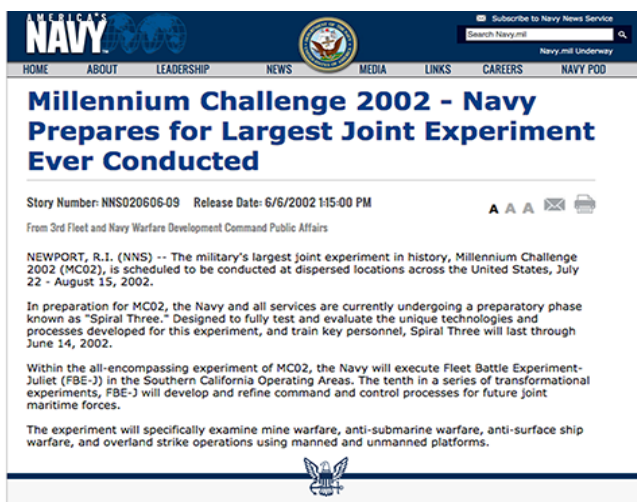 AMERICA'S
NAVY
Subscribe to Navy News Service
Search Navy.mil
Navy.mil Underway
HOME ABOUT LEADERSHIP NEWS MEDIA LINKS CAREERS NAVY POD
Millennium Challenge 2002 - Navy
Prepares for Largest Joint Experiment
Ever Conducted
Story Number: NNS020606-09 Release Date: 6/6/2002 1:15:00 PM
A A A
From 3rd Fleet and Navy Warfare Development Command Public Affairs
NEWPORT, R.I. (NNS) -- The military's largest joint experiment in history, Millennium Challenge
2002 (MC02), is scheduled to be conducted at dispersed locations across the United States, July
22 - August 15, 2002.
In preparation for MC02, the Navy and all services are currently undergoing a preparatory phase
known as "Spiral Three." Designed to fully test and evaluate the unique technologies and
processes developed for this experiment, and train key personnel, Spiral Three will last through
June 14, 2002.
Within the all-encompassing experiment of MC02, the Navy will execute Fleet Battle Experiment-
Juliet (FBE-J) in the Southern California Operating Areas. The tenth in a series of transformational
experiments, FBE-J will develop and refine command and control processes for future joint
maritime forces.
The experiment will specifically examine mine warfare, anti-submarine warfare, anti-surface ship
warfare, and overland strike operations using manned and unmanned platforms.